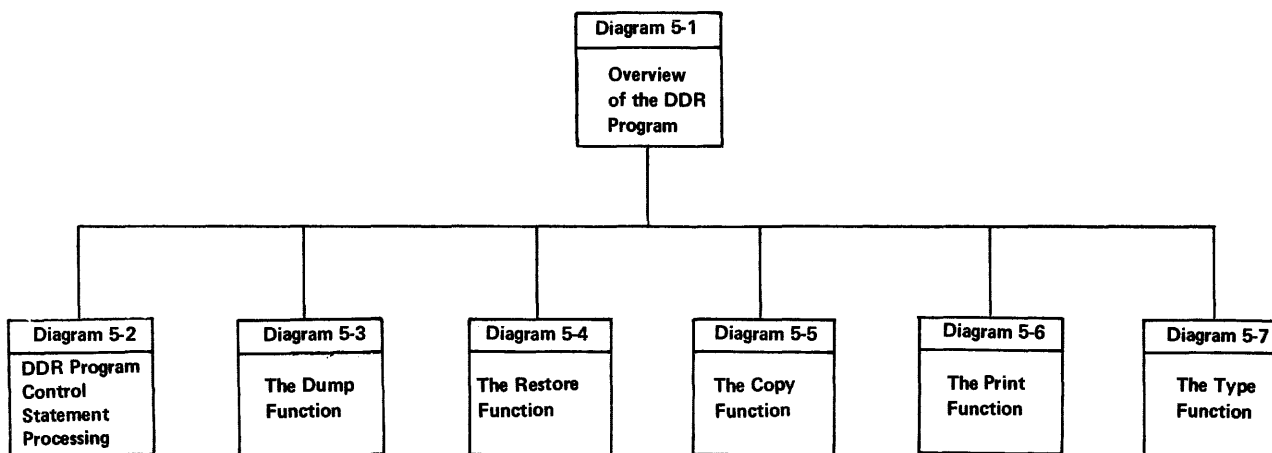 Diagram 5-1
Overview
of the DDR
Program
Diagram 5-2
DDR Program
Control
Statement
Processing
Diagram 5-3
The Dump
Function
Diagram 5-4
The Restore
Function
Diagram 5-5
The Copy
Function
Diagram 5-6
The Print
Function
Diagram 5-7
The Type
Function